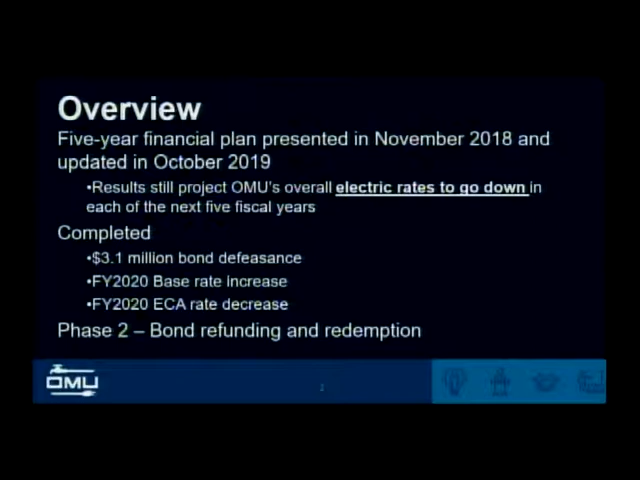 Overview
Five-year financial plan presented in November 2018 and
updated in October 2019
•Results still project OMU's overall electric rates to go down in
each of the next five fiscal years
Completed
•$3.1 million bond defeasance
•FY2020 Base rate increase
•FY2020 ECA rate decrease
Phase 2 – Bond refunding and redemption
OMU
2